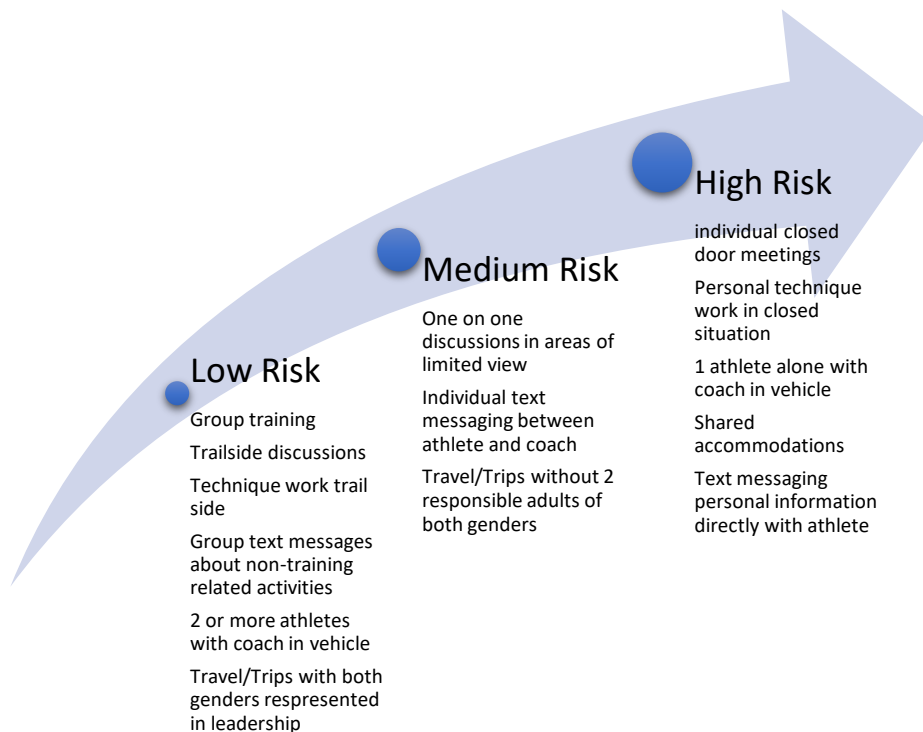 Low Risk
Group training
Trailside discussions
Technique work trail
side
Group text messages
about non-training
related activities
2 or more athletes
with coach in vehicle
Travel/Trips with both
genders respresented
in leadership
Medium Risk
One on one
discussions in areas of
limited view
Individual text
messaging between
athlete and coach
Travel/Trips without 2
responsible adults of
both genders
High Risk
individual closed
door meetings
Personal technique
work in closed
situation
1 athlete alone with
coach in vehicle
Shared
accommodations
Text messaging
personal information
directly with athlete